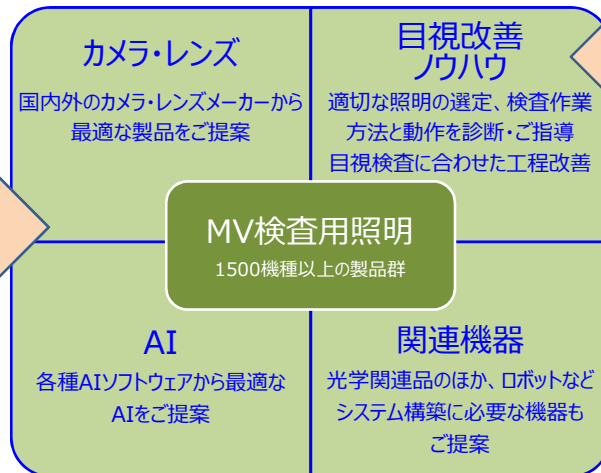 カメラ・レンズ
国内外のカメラ・レンズメーカーから
最適な製品をご提案
目視改善
ノウハウ
適切な照明の選定、検査作業
方法と動作を診断・ご指導
目視検査に合わせた工程改善
MV検査用照明
1500機種以上の製品群
AI
各種AIソフトウェアから最適な
AIをご提案
関連機器
光学関連品のほか、ロボットなど
システム構築に必要な機器も
ご提案